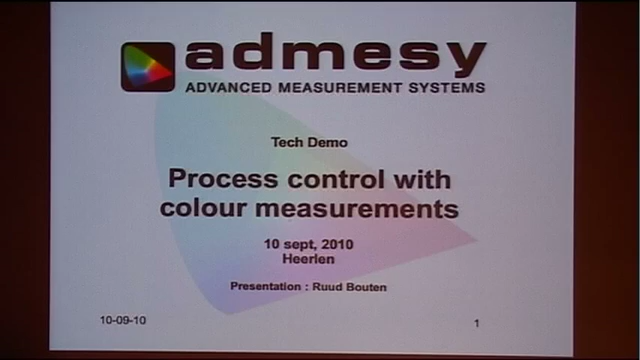 admesy
ADVANCED MEASUREMENT SYSTEMS
Tech Demo
Process control with
colour measurements
10 sept, 2010
Heerlen
Presentation : Ruud Bouten
10-09-10
1